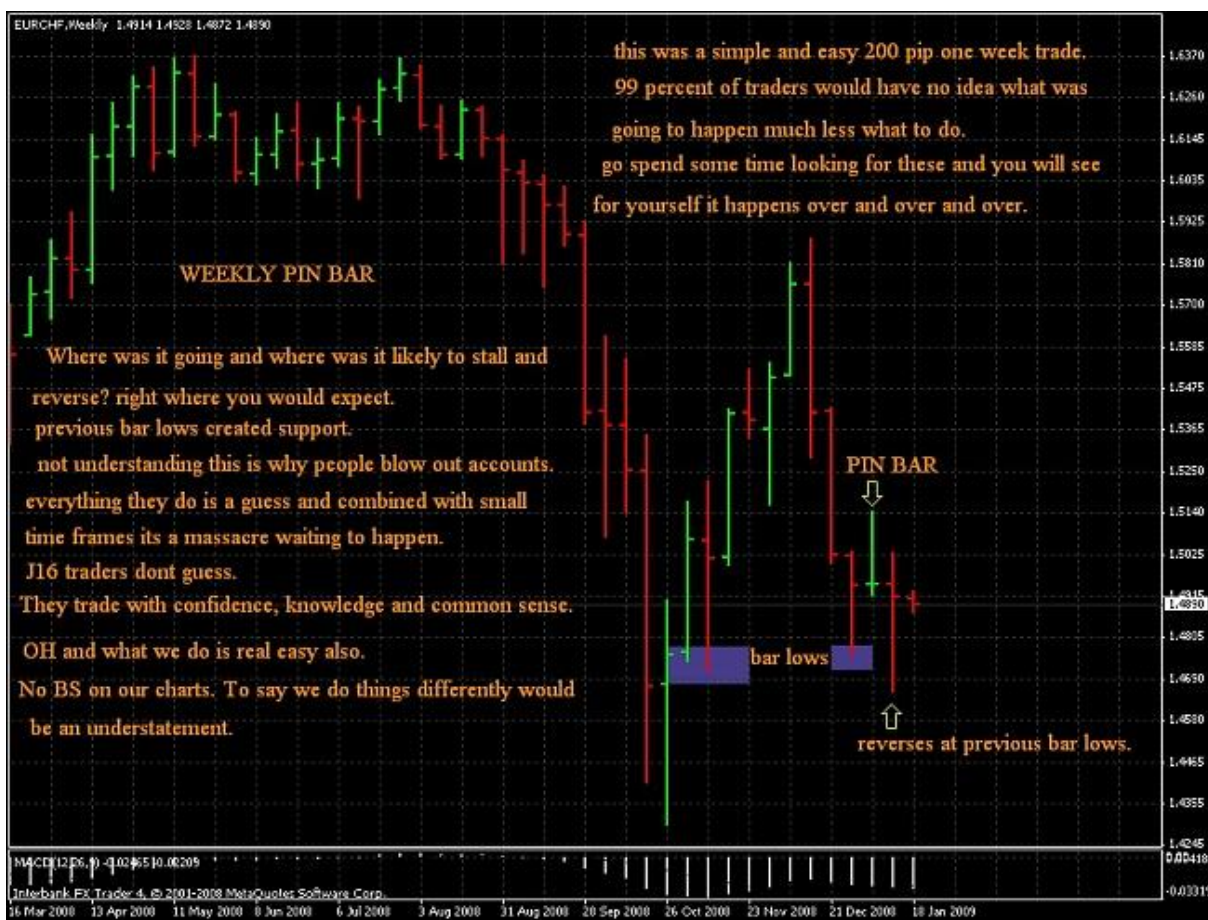 EURCHF,Weekly 1.4914 1.4928 1.4872 1.4890
this was a simple and easy 200 pip one week trade.
99 percent of traders would have no idea what was
going to happen much less what to do.
go spend some time looking for these and you will see
for yourself it happens over and over and over.
WEEKLY PIN BAR
Where was it going and where was it likely to stall and
reverse? right where you would expect.
previous bar lows created support.
not understanding this is why people blow out accounts.
everything they do is a guess and combined with small
time frames its a massacre waiting to happen.
J16 traders dont guess.
They trade with confidence, knowledge and common sense.
OH and what we do is real easy also.
No BS on our charts. To say we do things differently would
be an understatement.
PIN BAR
bar lows
reverses at previous bar lows.
1.6370
1.6260
1.6145
1.6035
1.5925
1.5810
1.5700
1.5585
1.5475
1.5365
1.5250
1.5140
1.5025
1.4915
1.4890
1.4805
1.4690
1.4580
1.4465
1.4355
1.4245
MACD(12,26,9) -0.02465 -0.02209
Interbank FX Trader 4, © 2001-2008 MetaQuotes Software Corp.
16 Mar 2008 13 Apr 2008 11 May 2008 8 Jun 2008 6 Jul 2008 3 Aug 2008 31 Aug 2008 28 Sep 2008 26 Oct 2008 23 Nov 2008 21 Dec 2008 18 Jan 2009